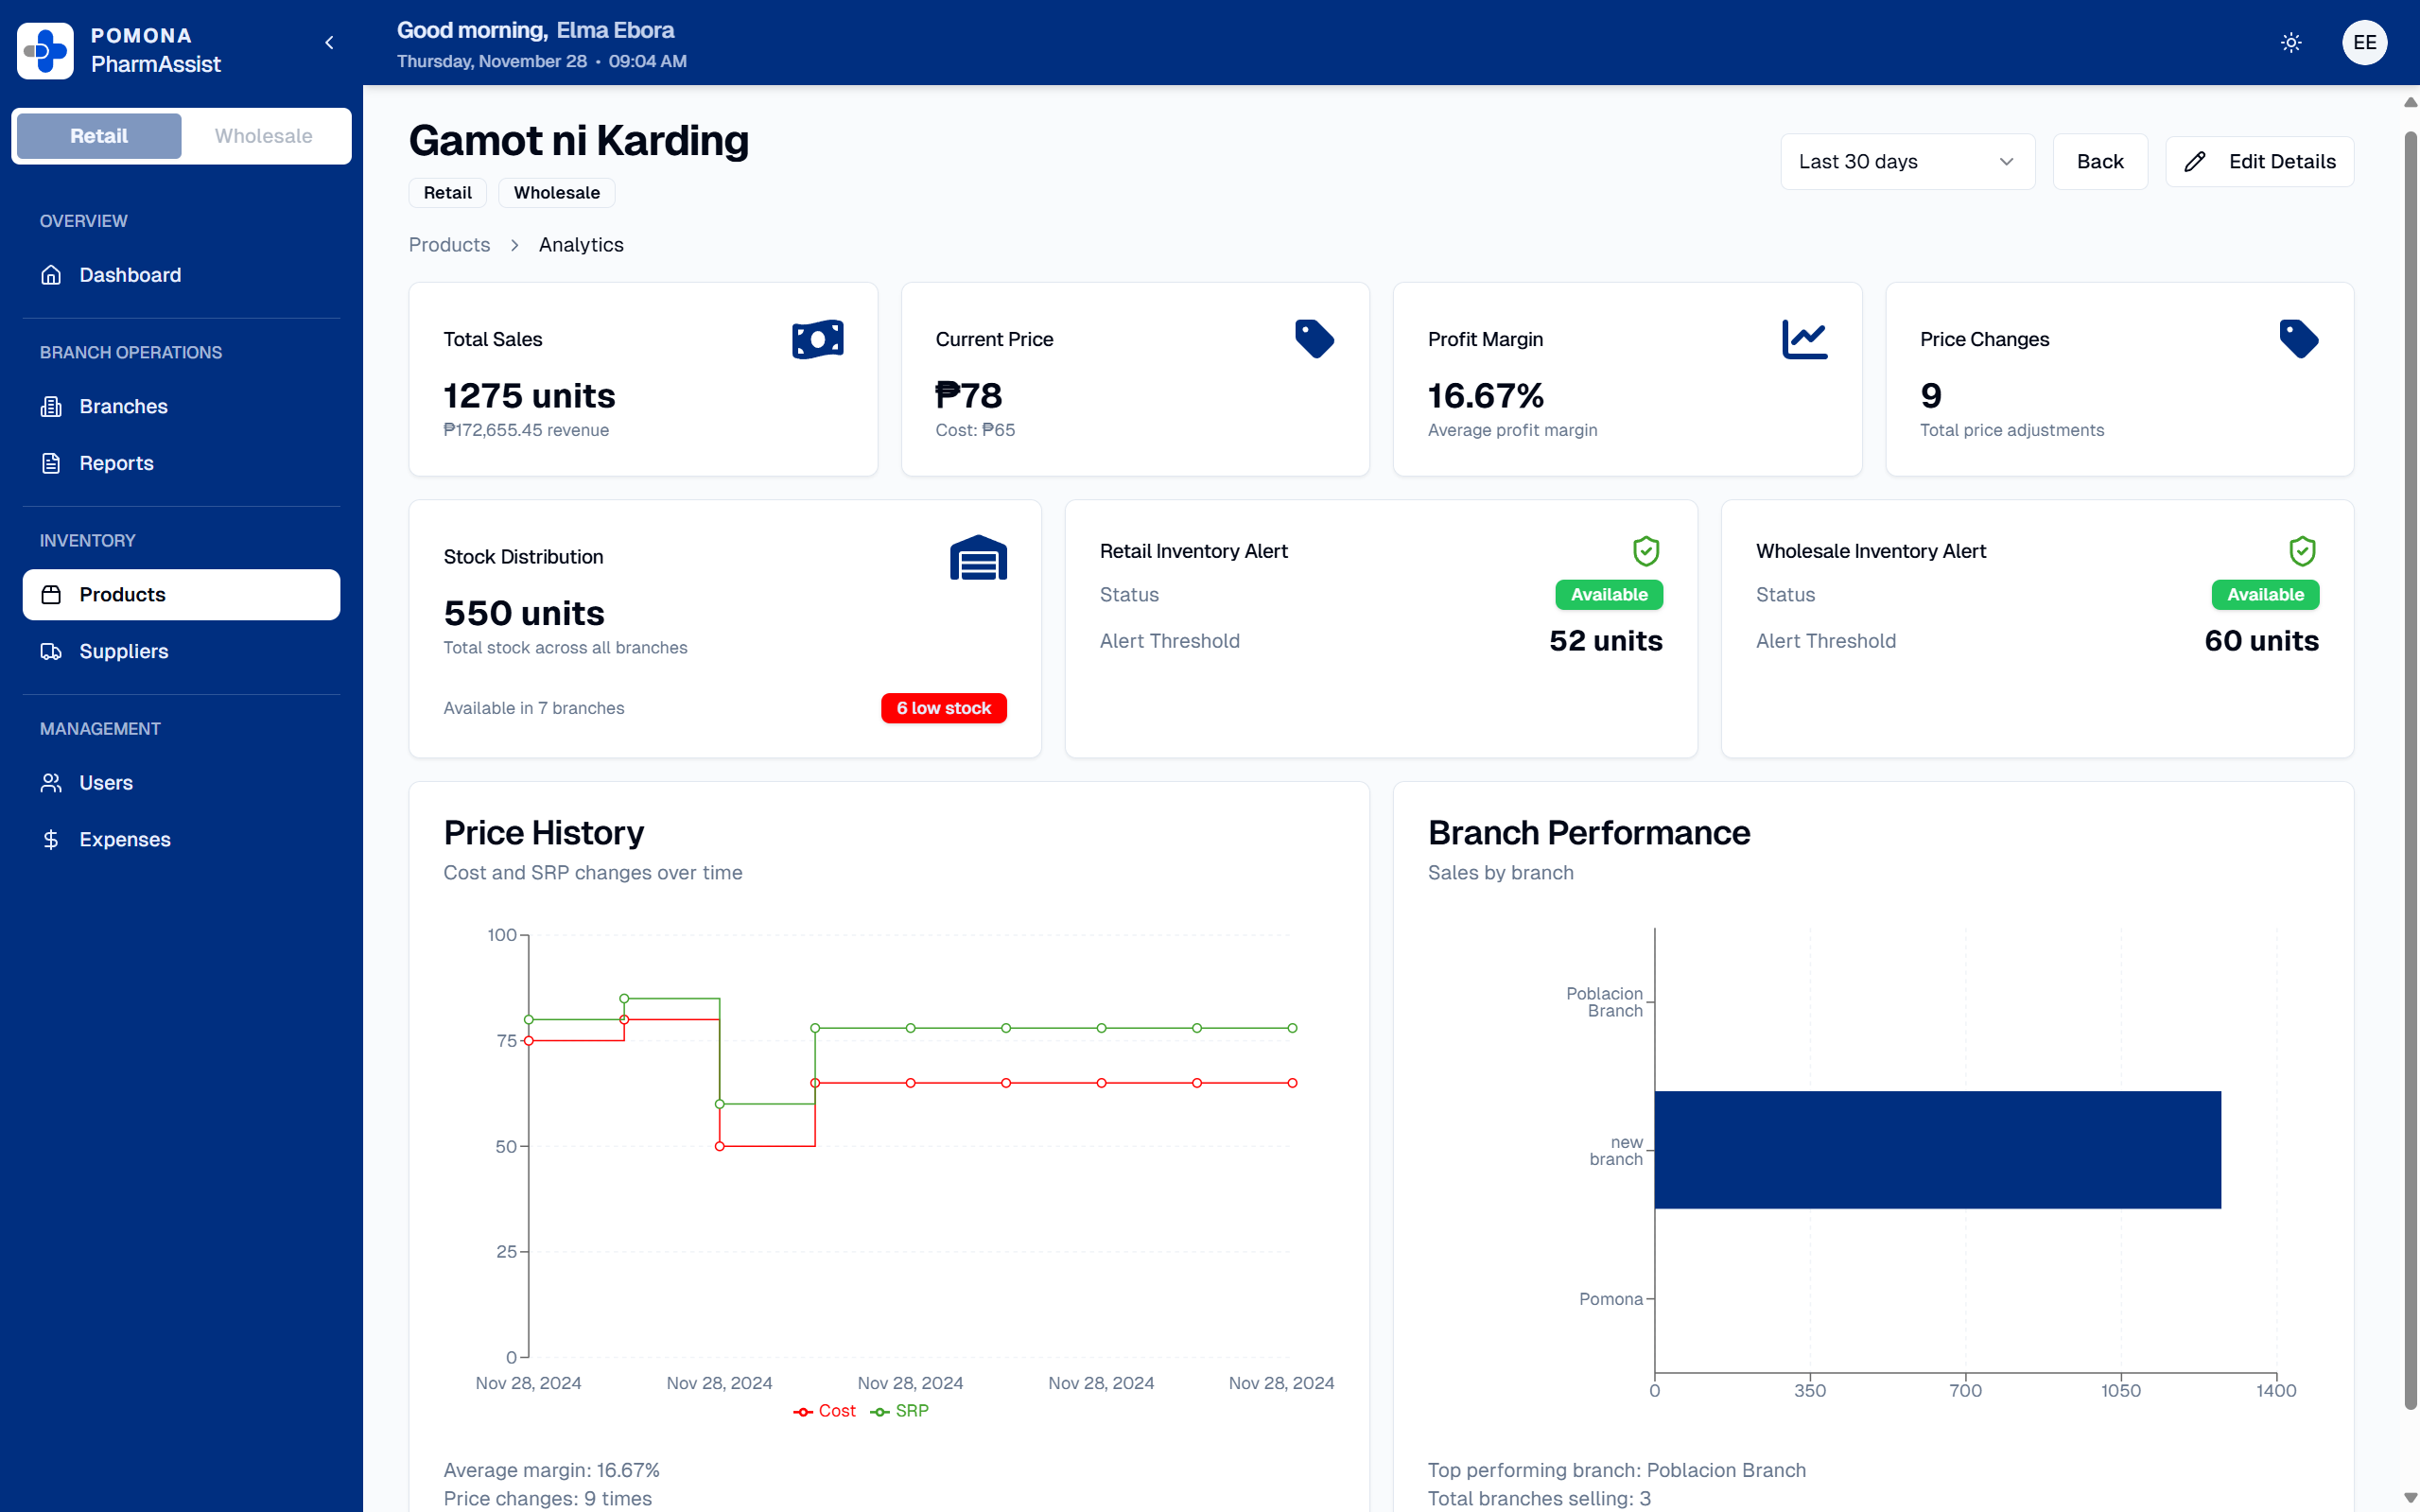 POMONA
PharmAssist
Retail
Wholesale
OVERVIEW
Dashboard
BRANCH OPERATIONS
Branches
Reports
INVENTORY
Products
Suppliers
MANAGEMENT
Users
Expenses
Good morning, Elma Ebora
Thursday, November 28 • 09:04 AM
EE
Gamot ni Karding
Retail
Wholesale
Products > Analytics
Last 30 days
Back
Edit Details
Total Sales
1275 units
₱172,655.45 revenue
Current Price
₱78
Cost: ₱65
Profit Margin
16.67%
Average profit margin
Price Changes
9
Total price adjustments
Stock Distribution
550 units
Total stock across all branches
Available in 7 branches
6 low stock
Retail Inventory Alert
Status
Available
Alert Threshold
52 units
Wholesale Inventory Alert
Status
Available
Alert Threshold
60 units
Price History
Cost and SRP changes over time
100
75
50
25
0
Nov 28, 2024
Nov 28, 2024
Nov 28, 2024
Nov 28, 2024
Nov 28, 2024
Cost
SRP
Average margin: 16.67%
Price changes: 9 times
Branch Performance
Sales by branch
Poblacion
Branch
new
branch
Pomona
0
350
700
1050
1400
Top performing branch: Poblacion Branch
Total branches selling: 3